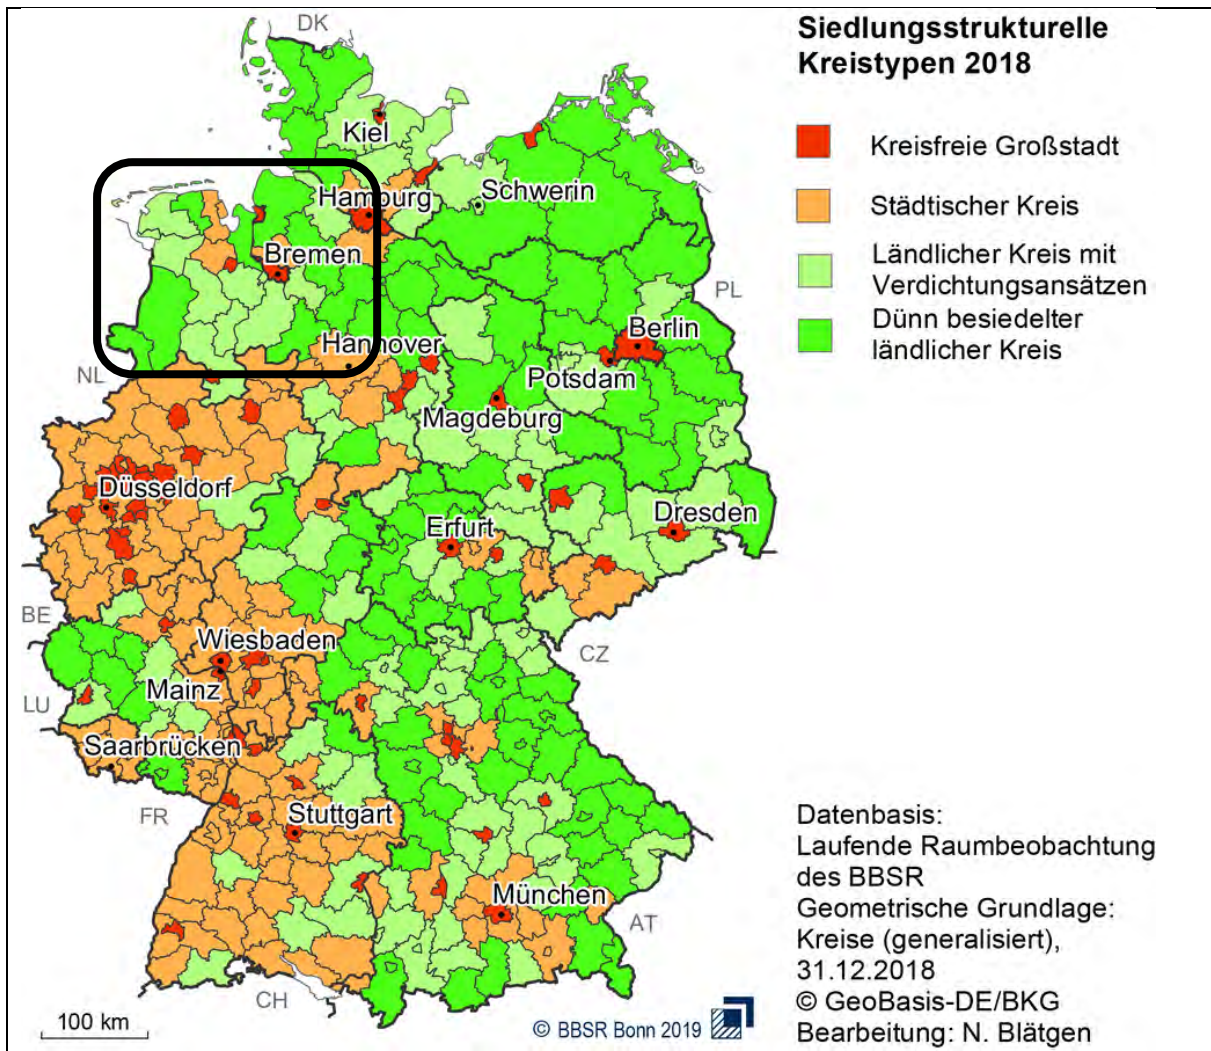 Siedlungsstrukturelle
Kreistypen 2018
Kreisfreie Großstadt
Städtischer Kreis
Ländlicher Kreis mit
Verdichtungsansätzen
Dünn besiedelter
ländlicher Kreis
DK
Kiel
Hamburg
Schwerin
Bremen
PL
Berlin
Hannover
NL
Potsdam
Magdeburg
Düsseldorf
Dresden
Erfurt
BE
Wiesbaden
CZ
Mainz
LU
Saarbrücken
FR
Stuttgart
München
AT
CH
100 km
© BBSR Bonn 2019
Datenbasis:
Laufende Raumbeobachtung
des BBSR
Geometrische Grundlage:
Kreise (generalisiert),
31.12.2018
© GeoBasis-DE/BKG
Bearbeitung: N. Blätgen